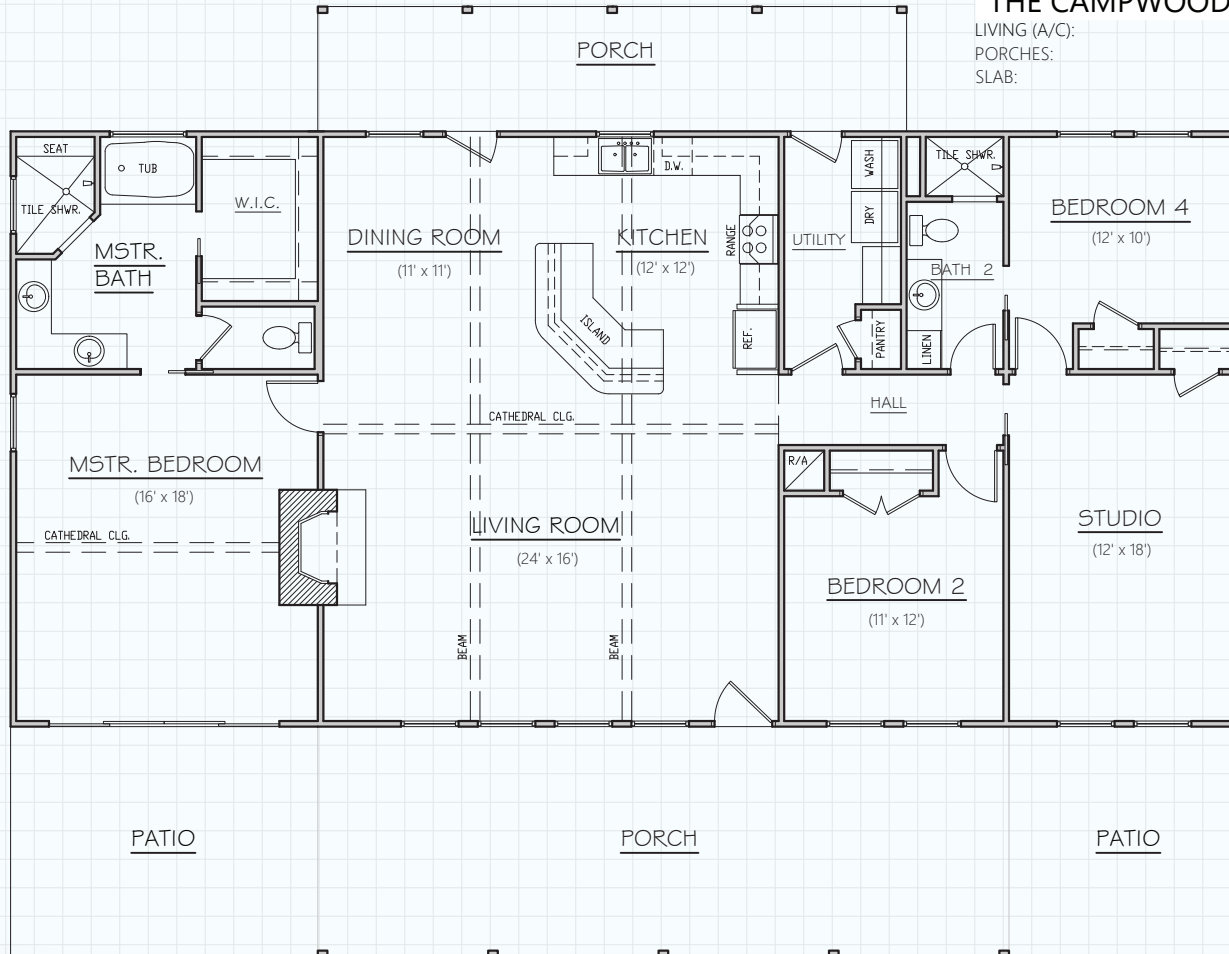 THE CAMPWOOD
LIVING (A/C):
PORCHES:
SLAB:
PORCH
SEAT
TUB
TILE SHWR.
W.I.C.
MSTR.
BATH
DINING ROOM
(11' x 11')
D.W.
KITCHEN
(12' x 12')
RANGE
ISLAND
REF.
WASH
DRY
UTILITY
PANTRY
TILE SHWR.
BATH 2
LINEN
BEDROOM 4
(12' x 10')
HALL
CATHEDRAL CLG.
MSTR. BEDROOM
(16' x 18')
CATHEDRAL CLG.
LIVING ROOM
(24' x 16')
BEAM
BEAM
R/A
BEDROOM 2
(11' x 12')
STUDIO
(12' x 18')
PATIO
PORCH
PATIO